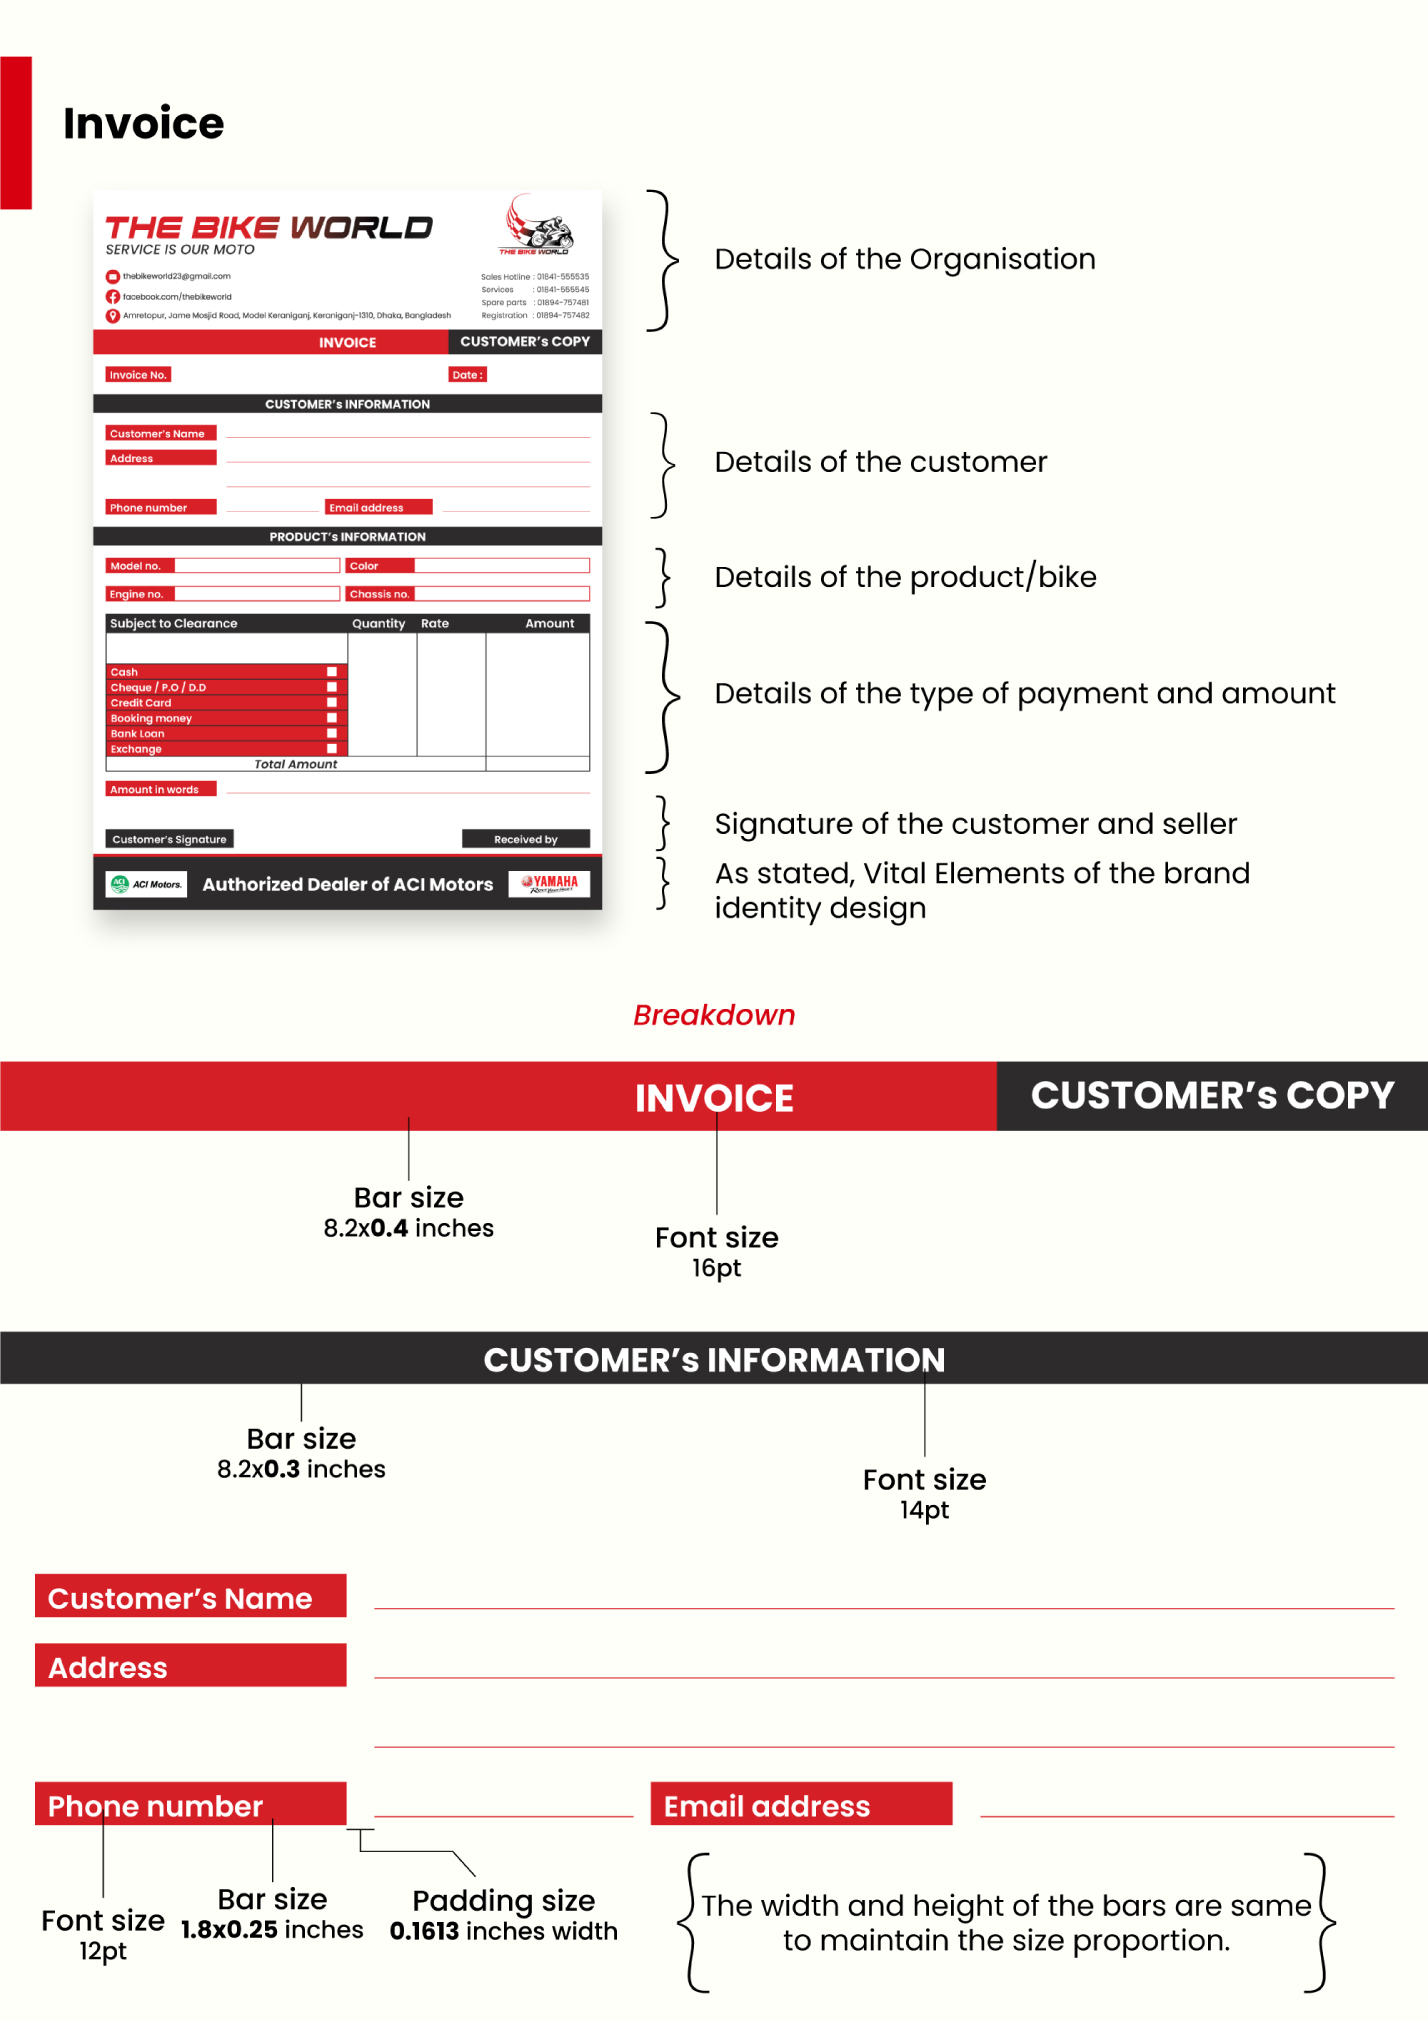 Invoice
THE BIKE WORLD
SERVICE IS OUR MOTO
THE BIKE WORLD
thebikeworld23@gmail.com
facebook.com/thebikeworld
Amretopur, Jame Mosjid Road, Model Keraniganj, Keraniganj-1310, Dhaka, Bangladesh
Sales Hotline : 01841-555535
Services : 01841-555545
Spare parts : 01894-757481
Registration : 01894-757482
Details of the Organisation
INVOICE CUSTOMER's COPY
Invoice No. Date :
CUSTOMER's INFORMATION
Customer's Name
Address
Phone number Email address
Details of the customer
PRODUCT's INFORMATION
Model no. Color
Engine no. Chassis no.
Details of the product/bike
Subject to Clearance Quantity Rate Amount
Cash
Cheque / P.O / D.D
Credit Card
Booking money
Bank Loan
Exchange
Total Amount
Details of the type of payment and amount
Amount in words
Customer's Signature Received by
Signature of the customer and seller
ACI ACI Motors. Authorized Dealer of ACI Motors YAMAHA
As stated, Vital Elements of the brand
identity design
Breakdown
INVOICE CUSTOMER's COPY
Bar size
8.2x0.4 inches
Font size
16pt
CUSTOMER's INFORMATION
Bar size
8.2x0.3 inches
Font size
14pt
Customer's Name
Address
Phone number Email address
Font size
12pt
Bar size
1.8x0.25 inches
Padding size
0.1613 inches width
The width and height of the bars are same
to maintain the size proportion.